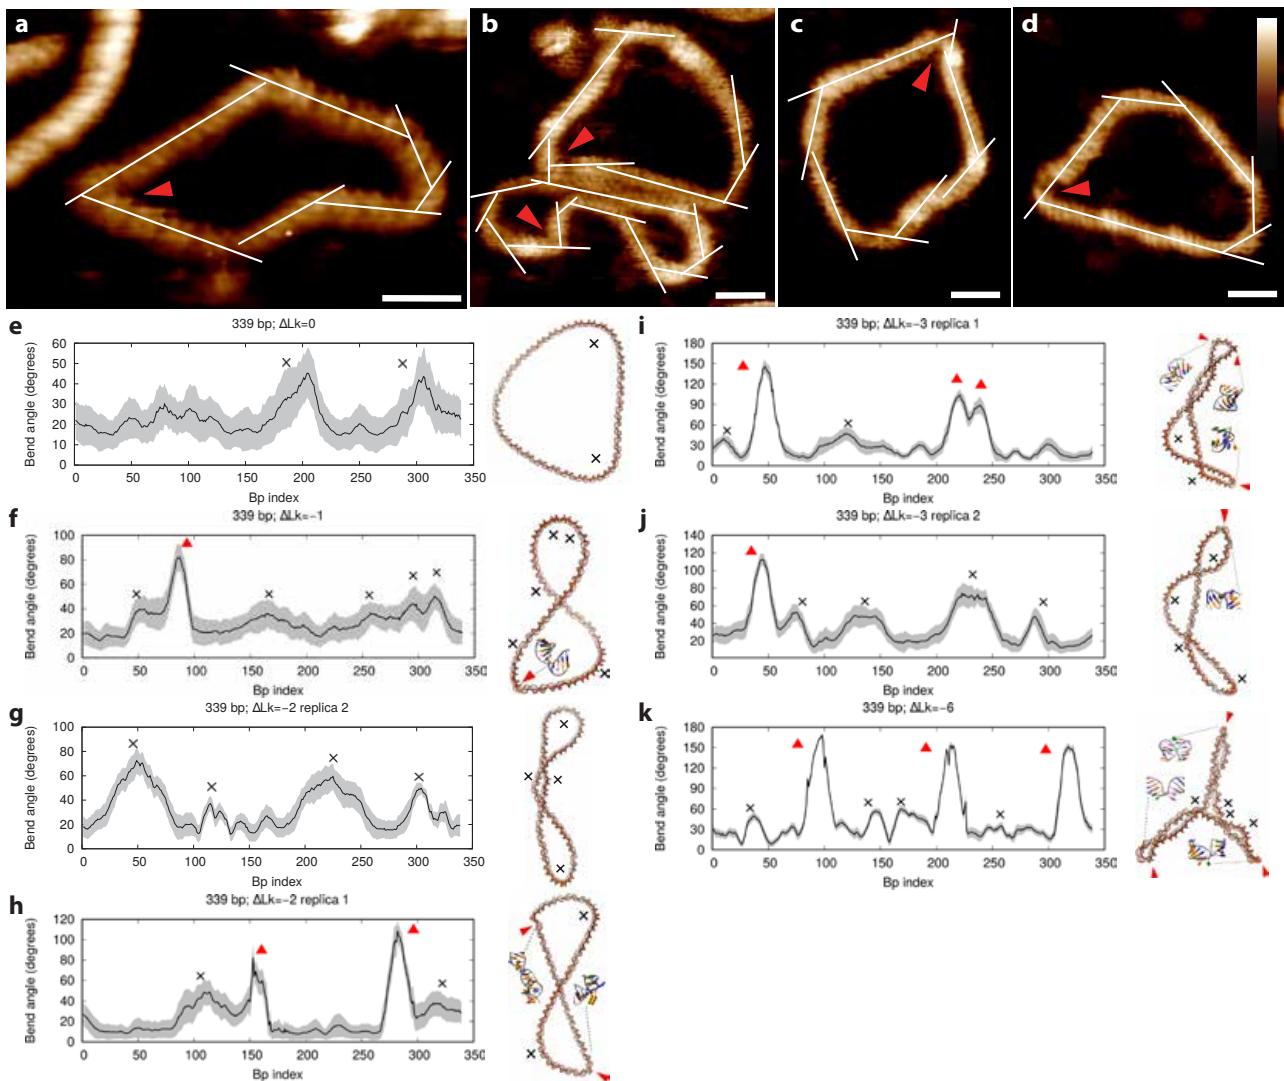 a
b
c
d
e
339 bp; ΔLk=0
Bend angle (degrees)
60
50
40
30
20
10
0
0 50 100 150 200 250 300 350
Bp index
f
339 bp; ΔLk=-1
Bend angle (degrees)
100
80
60
40
20
0
0 50 100 150 200 250 300 350
Bp index
g
339 bp; ΔLk=-2 replica 2
Bend angle (degrees)
100
80
60
40
20
0
0 50 100 150 200 250 300 350
Bp index
h
339 bp; ΔLk=-2 replica 1
Bend angle (degrees)
120
100
80
60
40
20
0
0 50 100 150 200 250 300 350
Bp index
i
339 bp; ΔLk=-3 replica 1
Bend angle (degrees)
180
150
120
90
60
30
0
0 50 100 150 200 250 300 350
Bp index
j
339 bp; ΔLk=-3 replica 2
Bend angle (degrees)
140
120
100
80
60
40
20
0 50 100 150 200 250 300 350
Bp index
k
339 bp; ΔLk=-6
Bend angle (degrees)
180
150
120
90
60
30
0
0 50 100 150 200 250 300 350
Bp index